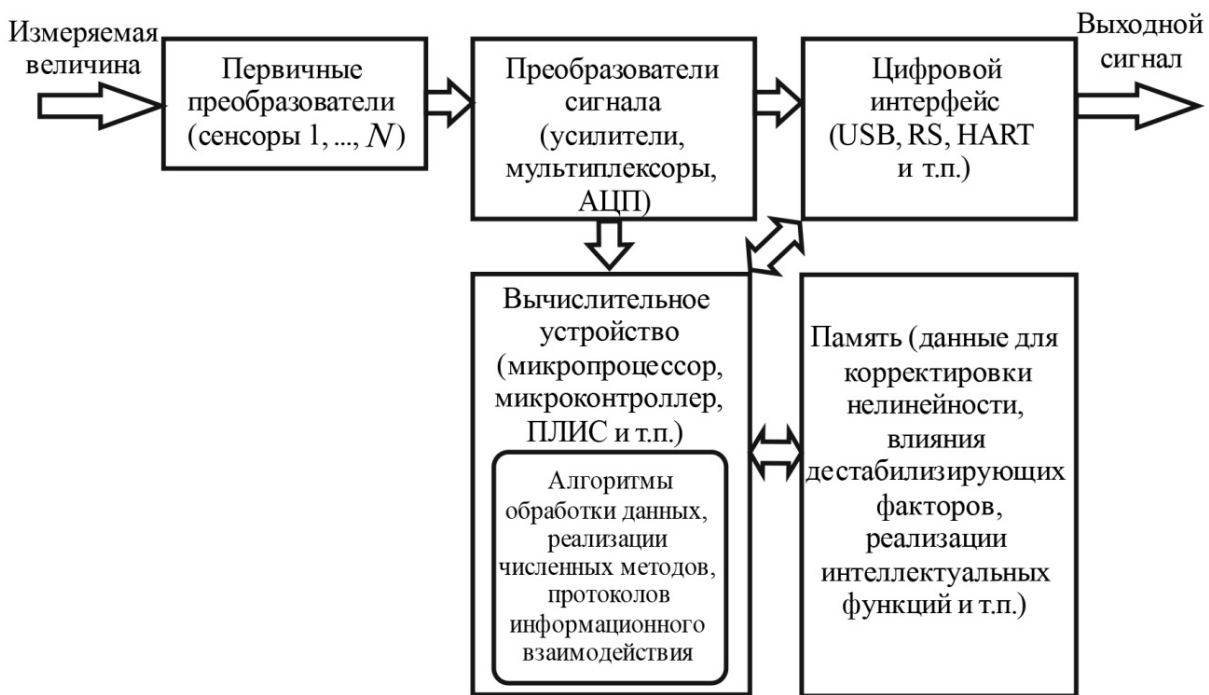 Измеряемая
величина
Первичные
преобразователи
(сенсоры 1, ..., N)
Преобразователи
сигнала
(усилители,
мультиплексоры,
АЦП)
Цифровой
интерфейс
(USB, RS, HART
и т.п.)
Выходной
сигнал
Вычислительное
устройство
(микропроцессор,
микроконтроллер,
ПЛИС и т.п.)
Алгоритмы
обработки данных,
реализации
численных методов,
протоколов
информационного
взаимодействия
Память (данные для
корректировки
нелинейности,
влияния
дестабилизирующих
факторов,
реализации
интеллектуальных
функций и т.п.)